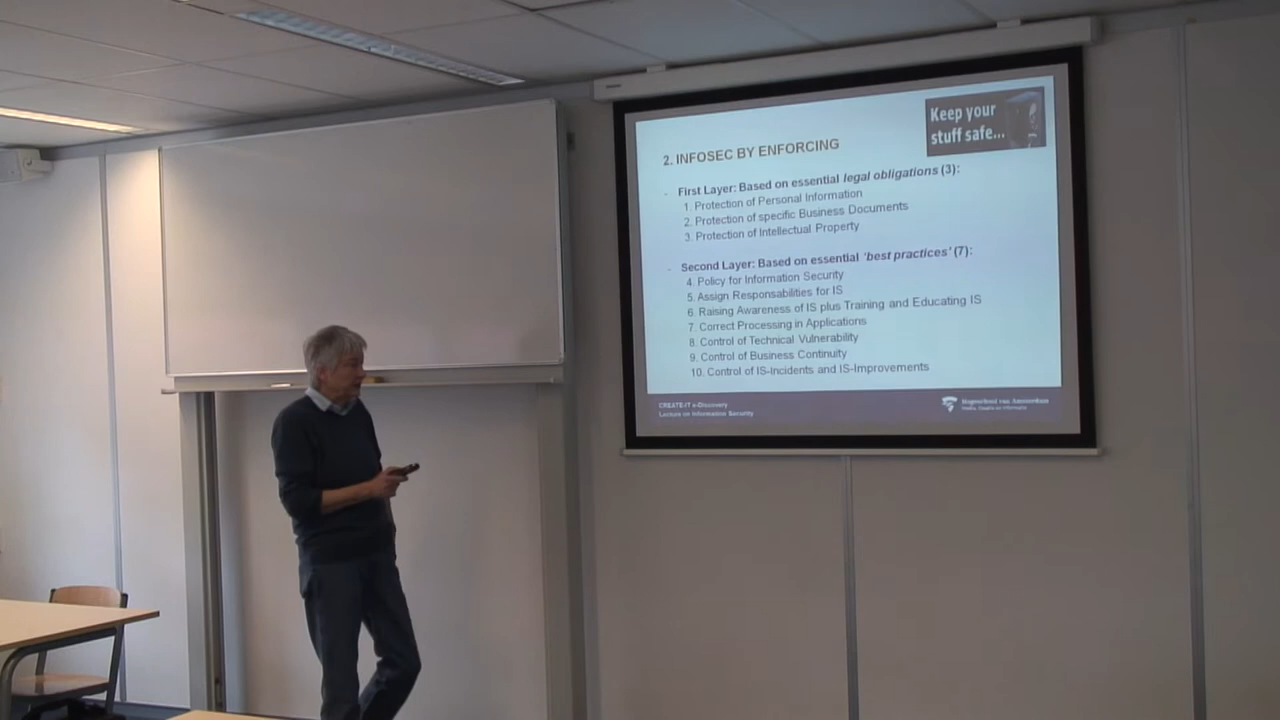 Keep your
stuff safe...
2. INFOSEC BY ENFORCING
- First Layer: Based on essential legal obligations (3):
1. Protection of Personal Information
2. Protection of specific Business Documents
3. Protection of Intellectual Property
- Second Layer: Based on essential 'best practices' (7):
4. Policy for Information Security
5. Assign Responsabilities for IS
6. Raising Awareness of IS plus Training and Educating IS
7. Correct Processing in Applications
8. Control of Technical Vulnerability
9. Control of Business Continuity
10. Control of IS-Incidents and IS-Improvements
CREATE-IT e-Discovery
Lecture on Information Security
Hogeschool van Amsterdam